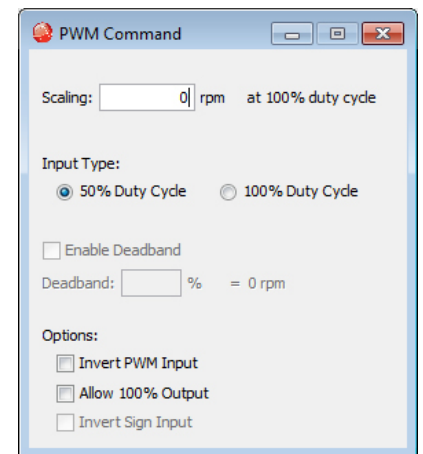 PWM Command
Scaling: 0 rpm at 100% duty cycle
Input Type:
50% Duty Cycle 100% Duty Cycle
Enable Deadband
Deadband: % = 0 rpm
Options:
Invert PWM Input
Allow 100% Output
Invert Sign Input